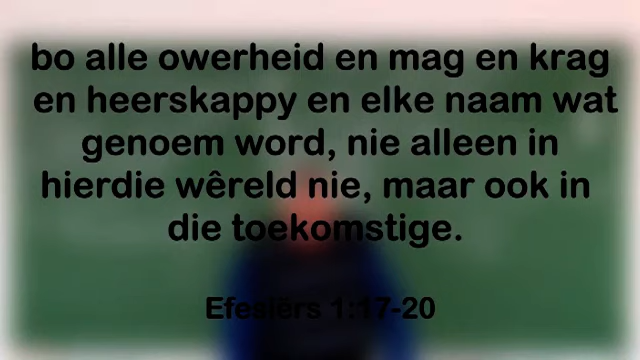 bo alle owerheid en mag en krag
en heerskappy en elke naam wat
genoem word, nie alleen in
hierdie wêreld nie, maar ook in
die toekomstige.
Efesiërs 1:17-20